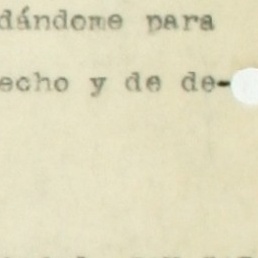 dándome para
echo y de de-